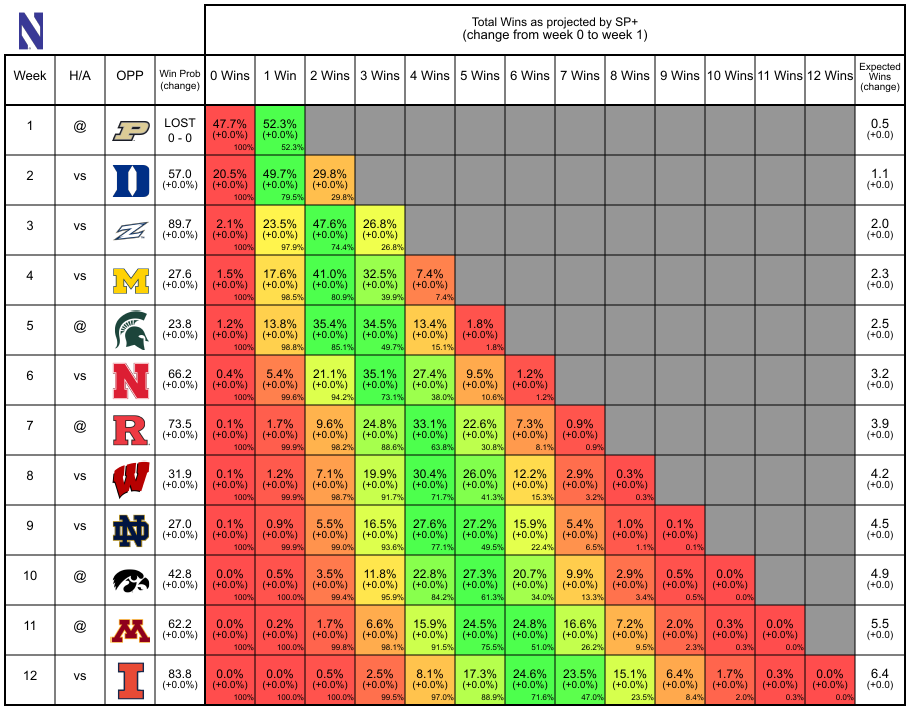 N
Total Wins as projected by SP+
(change from week 0 to week 1)
Week H/A OPP Win Prob (change) 0 Wins 1 Win 2 Wins 3 Wins 4 Wins 5 Wins 6 Wins 7 Wins 8 Wins 9 Wins 10 Wins 11 Wins 12 Wins Expected Wins (change)
1 @ P LOST 47.7% 52.3% 0.5
0 - 0 (+0.0%) (+0.0%) (+0.0)
100% 52.3%
2 vs D 57.0 20.5% 49.7% 29.8% 1.1
(+0.0%) (+0.0%) (+0.0%) (+0.0%) (+0.0)
100% 79.5% 29.8%
3 vs Z 89.7 2.1% 23.5% 47.6% 26.8% 2.0
(+0.0%) (+0.0%) (+0.0%) (+0.0%) (+0.0%) (+0.0)
100% 97.9% 74.4% 26.8%
4 vs M 27.6 1.5% 17.6% 41.0% 32.5% 7.4% 2.3
(+0.0%) (+0.0%) (+0.0%) (+0.0%) (+0.0%) (+0.0%) (+0.0)
100% 98.5% 80.9% 39.9% 7.4%
5 @ 23.8 1.2% 13.8% 35.4% 34.5% 13.4% 1.8% 2.5
(+0.0%) (+0.0%) (+0.0%) (+0.0%) (+0.0%) (+0.0%) (+0.0%) (+0.0)
100% 98.8% 85.1% 49.7% 15.1% 1.8%
6 vs N 66.2 0.4% 5.4% 21.1% 35.1% 27.4% 9.5% 1.2% 3.2
(+0.0%) (+0.0%) (+0.0%) (+0.0%) (+0.0%) (+0.0%) (+0.0%) (+0.0%) (+0.0)
100% 99.6% 94.2% 73.1% 38.0% 10.6% 1.2%
7 @ R 73.5 0.1% 1.7% 9.6% 24.8% 33.1% 22.6% 7.3% 0.9% 3.9
(+0.0%) (+0.0%) (+0.0%) (+0.0%) (+0.0%) (+0.0%) (+0.0%) (+0.0%) (+0.0%) (+0.0)
100% 99.9% 98.2% 88.6% 63.8% 30.8% 8.1% 0.9%
8 vs W 31.9 0.1% 1.2% 7.1% 19.9% 30.4% 26.0% 12.2% 2.9% 0.3% 4.2
(+0.0%) (+0.0%) (+0.0%) (+0.0%) (+0.0%) (+0.0%) (+0.0%) (+0.0%) (+0.0%) (+0.0%) (+0.0)
100% 99.9% 98.7% 91.7% 71.7% 41.3% 15.3% 3.2% 0.3%
9 vs ND 27.0 0.1% 0.9% 5.5% 16.5% 27.6% 27.2% 15.9% 5.4% 1.0% 0.1% 4.5
(+0.0%) (+0.0%) (+0.0%) (+0.0%) (+0.0%) (+0.0%) (+0.0%) (+0.0%) (+0.0%) (+0.0%) (+0.0%) (+0.0)
100% 99.9% 99.0% 93.6% 77.1% 49.5% 22.4% 6.5% 1.1% 0.1%
10 @ 42.8 0.0% 0.5% 3.5% 11.8% 22.8% 27.3% 20.7% 9.9% 2.9% 0.5% 0.0% 4.9
(+0.0%) (+0.0%) (+0.0%) (+0.0%) (+0.0%) (+0.0%) (+0.0%) (+0.0%) (+0.0%) (+0.0%) (+0.0%) (+0.0%) (+0.0)
100% 100.0% 99.4% 95.9% 84.2% 61.3% 34.0% 13.3% 3.4% 0.5% 0.0%
11 @ M 62.2 0.0% 0.2% 1.7% 6.6% 15.9% 24.5% 24.8% 16.6% 7.2% 2.0% 0.3% 0.0% 5.5
(+0.0%) (+0.0%) (+0.0%) (+0.0%) (+0.0%) (+0.0%) (+0.0%) (+0.0%) (+0.0%) (+0.0%) (+0.0%) (+0.0%) (+0.0%) (+0.0)
100% 100.0% 99.8% 98.1% 91.5% 75.5% 51.0% 26.2% 9.5% 2.3% 0.3% 0.0%
12 vs I 83.8 0.0% 0.0% 0.5% 2.5% 8.1% 17.3% 24.6% 23.5% 15.1% 6.4% 1.7% 0.3% 0.0% 6.4
(+0.0%) (+0.0%) (+0.0%) (+0.0%) (+0.0%) (+0.0%) (+0.0%) (+0.0%) (+0.0%) (+0.0%) (+0.0%) (+0.0%) (+0.0%) (+0.0%) (+0.0)
100% 100.0% 100.0% 99.5% 97.0% 88.9% 71.6% 47.0% 23.5% 8.4% 2.0% 0.3% 0.0%